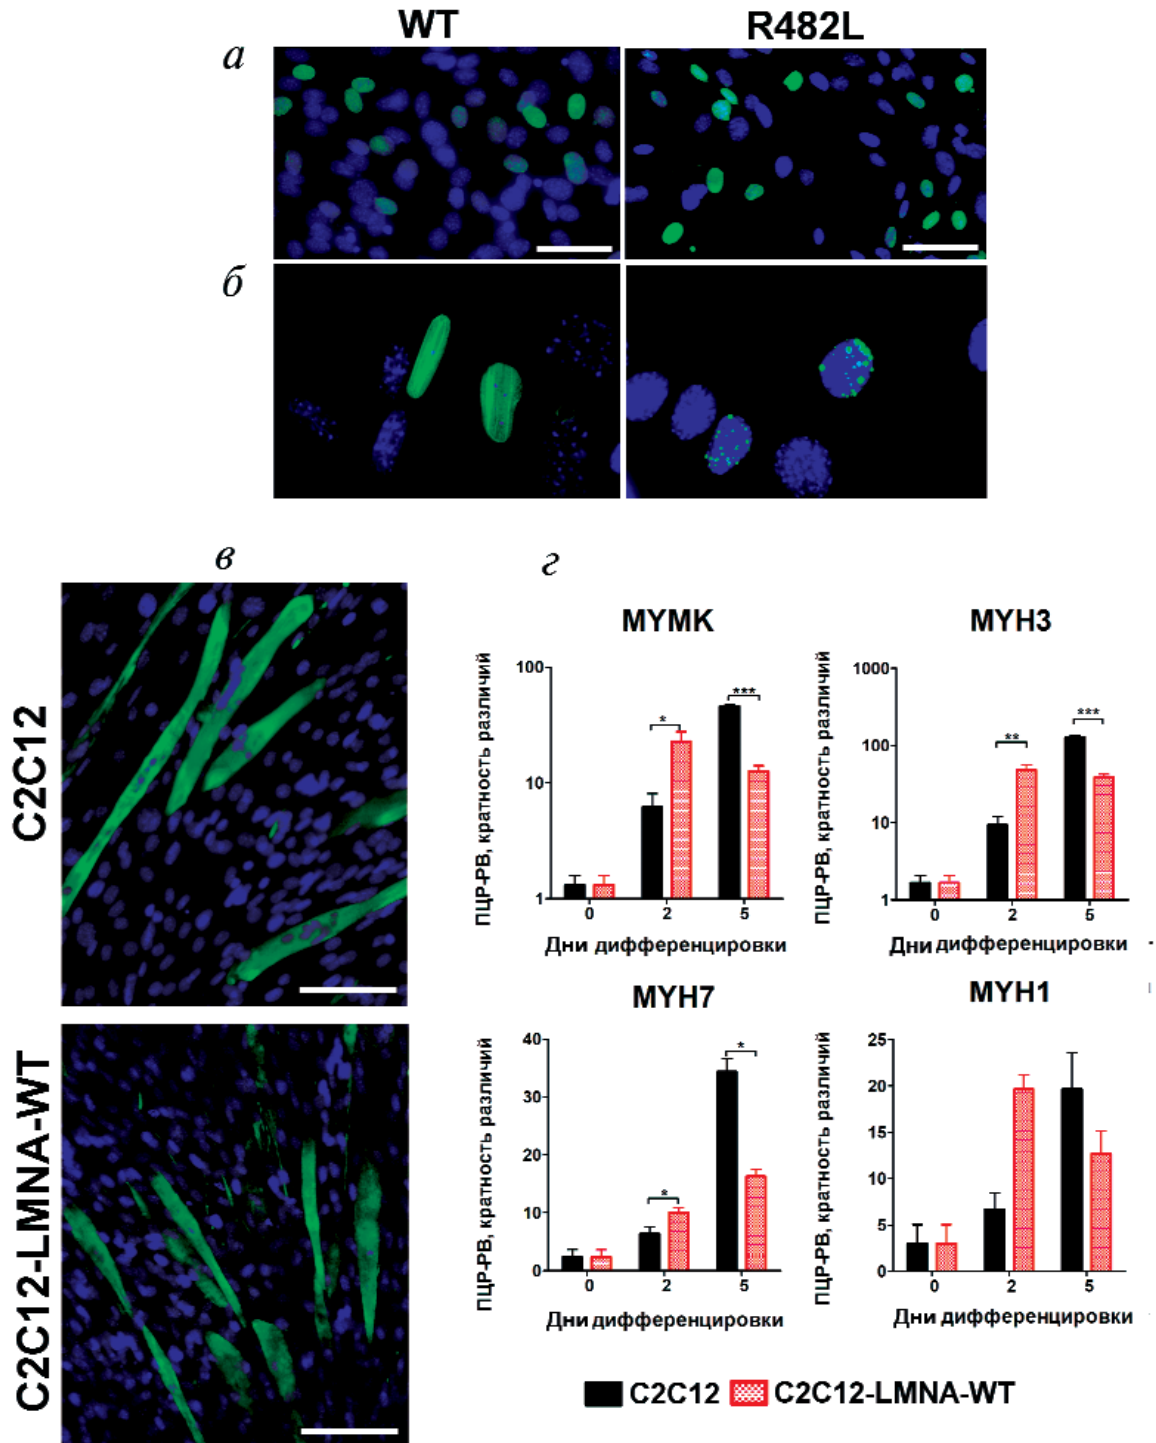 WT R482L
а
б
в г
C2C12
C2C12-LMNA-WT
MYMK
ПЦР-РВ, кратность различий
100
10
1
* ***
0 2 5
Дни дифференцировки
MYH3
ПЦР-РВ, кратность различий
1000
100
10
1
** ***
0 2 5
Дни дифференцировки
MYH7
ПЦР-РВ, кратность различий
40
30
20
10
0
* *
0 2 5
Дни дифференцировки
MYH1
ПЦР-РВ, кратность различий
25
20
15
10
5
0
0 2 5
Дни дифференцировки
C2C12 C2C12-LMNA-WT